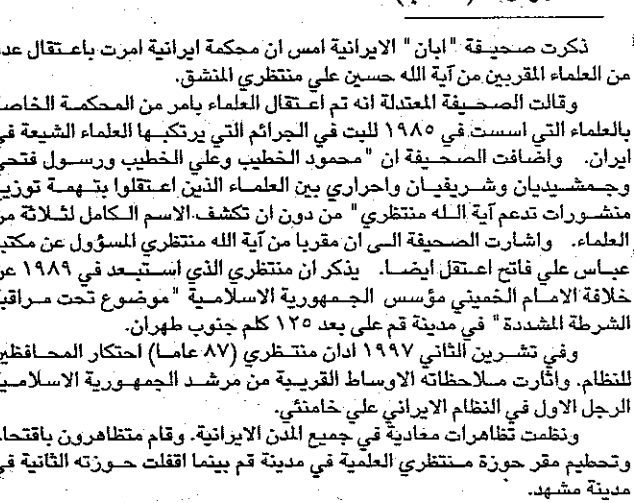 ذكرت صحيفة "ابان" الايرانية امس ان محكمة ايرانية امرت باعتقال عدد
من العلماء المقربين من آية الله حسين علي منتظري المنشق.
وقالت الصحيفة المعتدلة انه تم اعتقال العلماء بامر من المحكمة الخاصة
بالعلماء التي اسست في ١٩٨٥ للبت في الجرائم التي يرتكبها العلماء الشيعة في
ايران. واضافت الصحيفة ان "محمود الخطيب وعلي الخطيب ورسول فتحي
وجمشيديان وشريفيان واحراري بين العلماء الذين اعتقلوا بتهمة توزيع
منشورات تدعم آية الله منتظري" من دون ان تكشف الاسم الكامل لثلاثة من
العلماء. واشارت الصحيفة الى ان مقربا من آية الله منتظري المسؤول عن مكتبه
عباس علي فاتح اعتقل ايضا. يذكر ان منتظري الذي استبعد في ١٩٨٩ عن
خلافة الامام الخميني مؤسس الجمهورية الاسلامية "موضوع تحت مراقبة
الشرطة المشددة" في مدينة قم على بعد ١٢٥ كلم جنوب طهران.
وفي تشرين الثاني ١٩٩٧ ادان منتظري (٨٧ عاما) احتكار المحافظين
للنظام. واثارت ملاحظاته الاوساط القريبة من مرشد الجمهورية الاسلامية
الرجل الاول في النظام الايراني علي خامنئي.
ونظمت تظاهرات معادية في جميع المدن الايرانية. وقام متظاهرون باقتحام
وتحطيم مقر حوزة منتظري العلمية في مدينة قم بينما اقفلت حوزته الثانية في
مدينة مشهد.